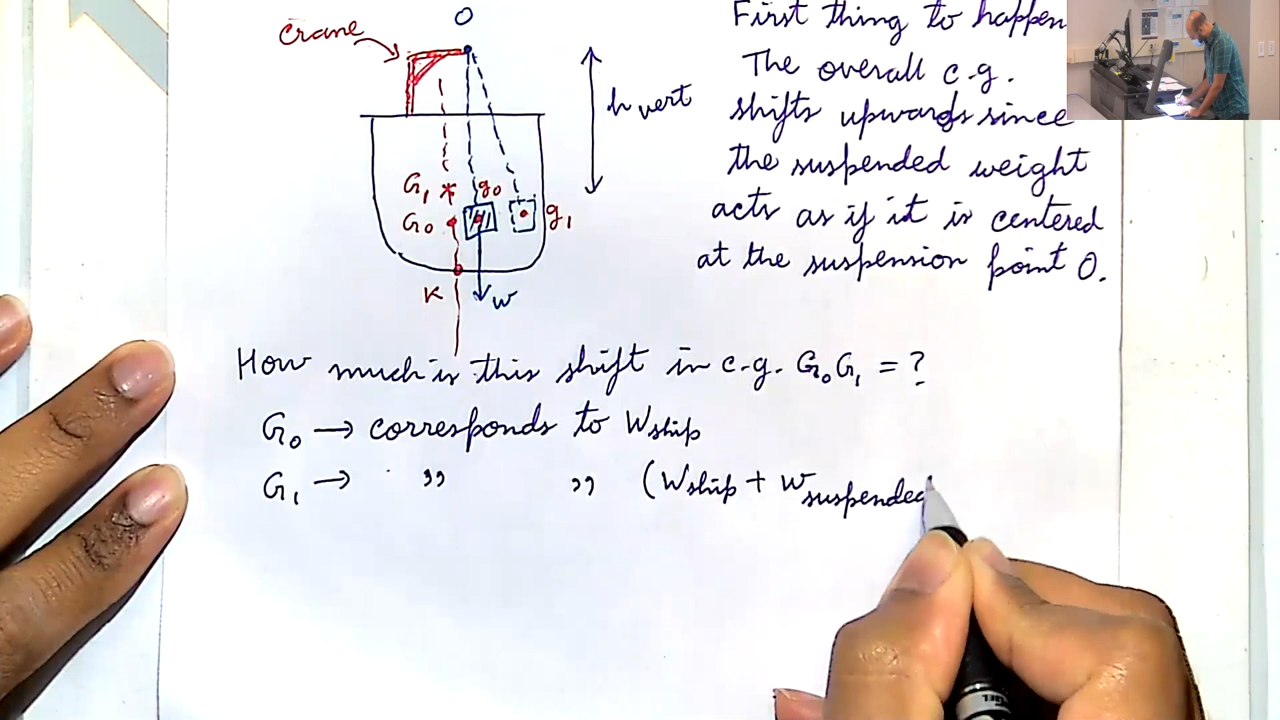 O
crane
h vert
G₁ g₀
G₀ g₁
K w
First thing to happen
The overall c.g.
shifts upwards since
the suspended weight
acts as if it is centered
at the suspension point O.
How much is this shift in c.g. G₀G₁ = ?
G₀ → corresponds to Wship
G₁ → " " (Wship + wsuspended